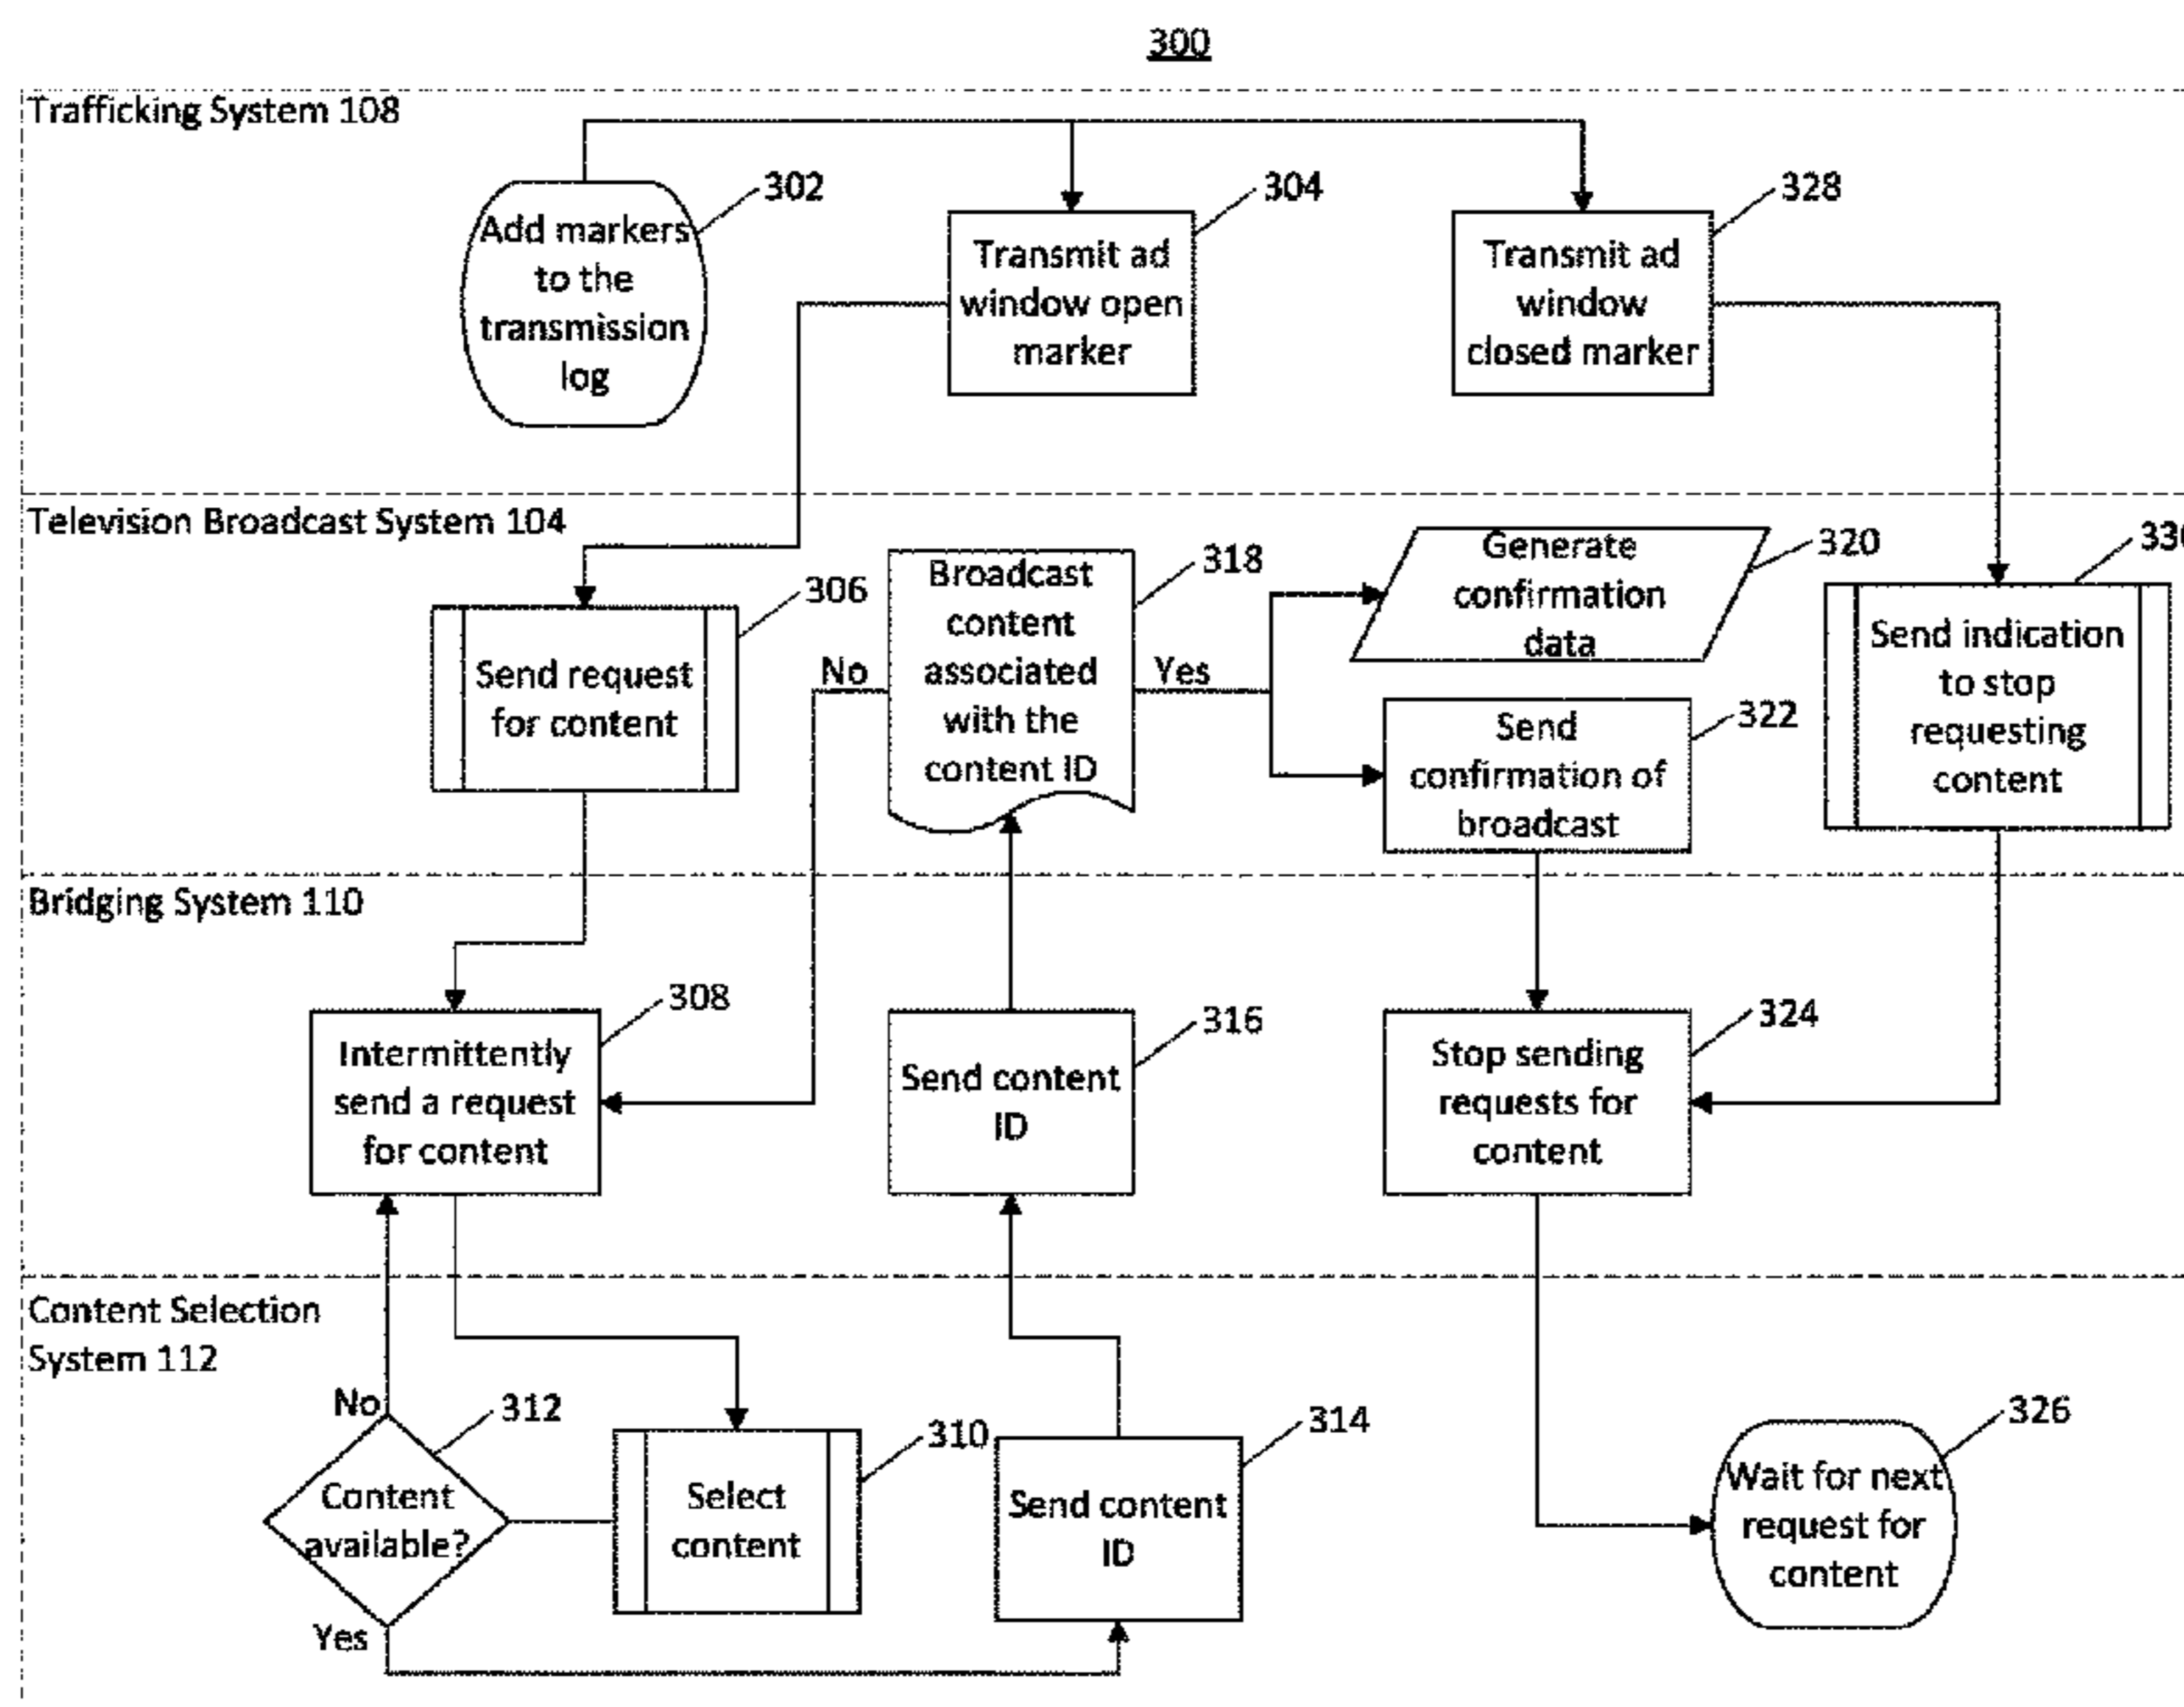 300
Trafficking System 108
302
304
328
Add markers
to the
transmission
log
Transmit ad
window open
marker
Transmit ad
window
closed marker
Television Broadcast System 104
306
318
320
Send request
for content
No
Broadcast
content
associated
with the
content ID
Yes
Generate
confirmation
data
322
Send
confirmation of
broadcast
Send indication
to stop
requesting
content
Bridging System 110
308
316
324
Intermittently
send a request
for content
Send content
ID
Stop sending
requests for
content
Content Selection
System 112
No
312
310
314
326
Content
available?
Select
content
Send content
ID
Wait for next
request for
content
Yes